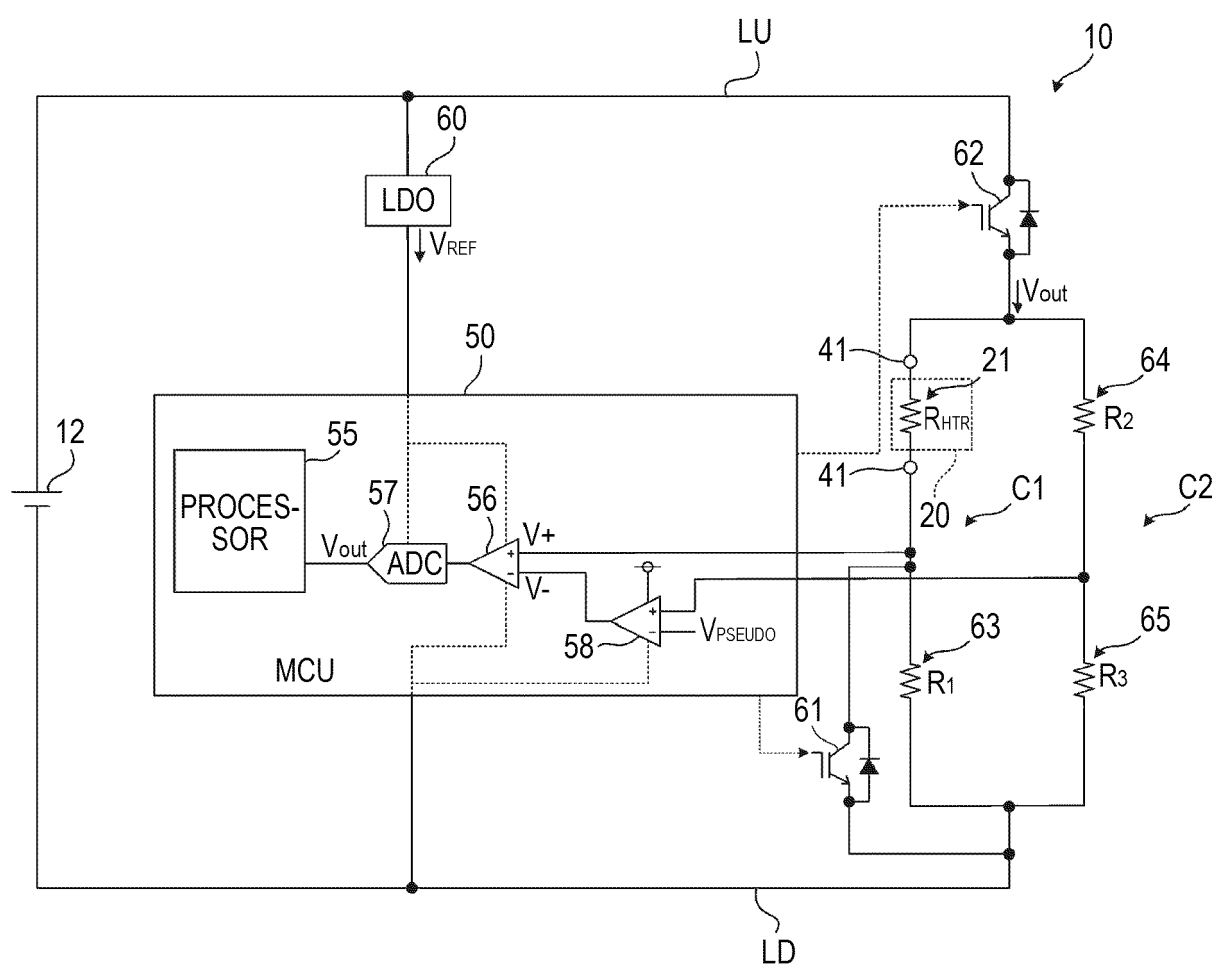 LU
10
60
LDO
VREF
62
Vout
50
41
21
RHTR
64
R2
12
55
PROCES-
SOR
57
56
41
20
C1
C2
Vout
ADC
V+
+
-
V-
+
-
VPSEUDO
58
63
R1
65
R3
MCU
61
LD